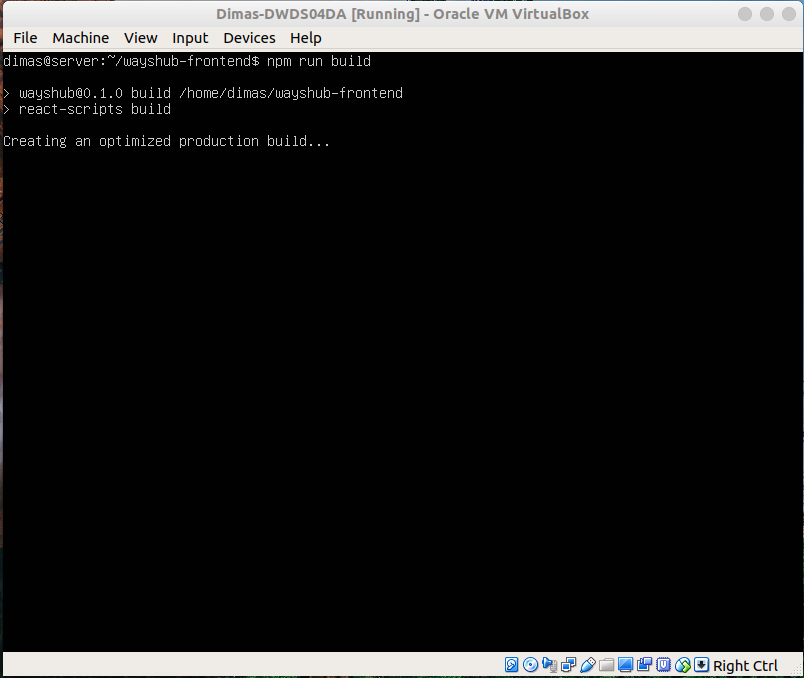 Dimas-DWDS04DA [Running] - Oracle VM VirtualBox
File Machine View Input Devices Help
dimas@server:~/wayshub-frontend$ npm run build
> wayshub@0.1.0 build /home/dimas/wayshub-frontend
> react-scripts build
Creating an optimized production build...
Right Ctrl